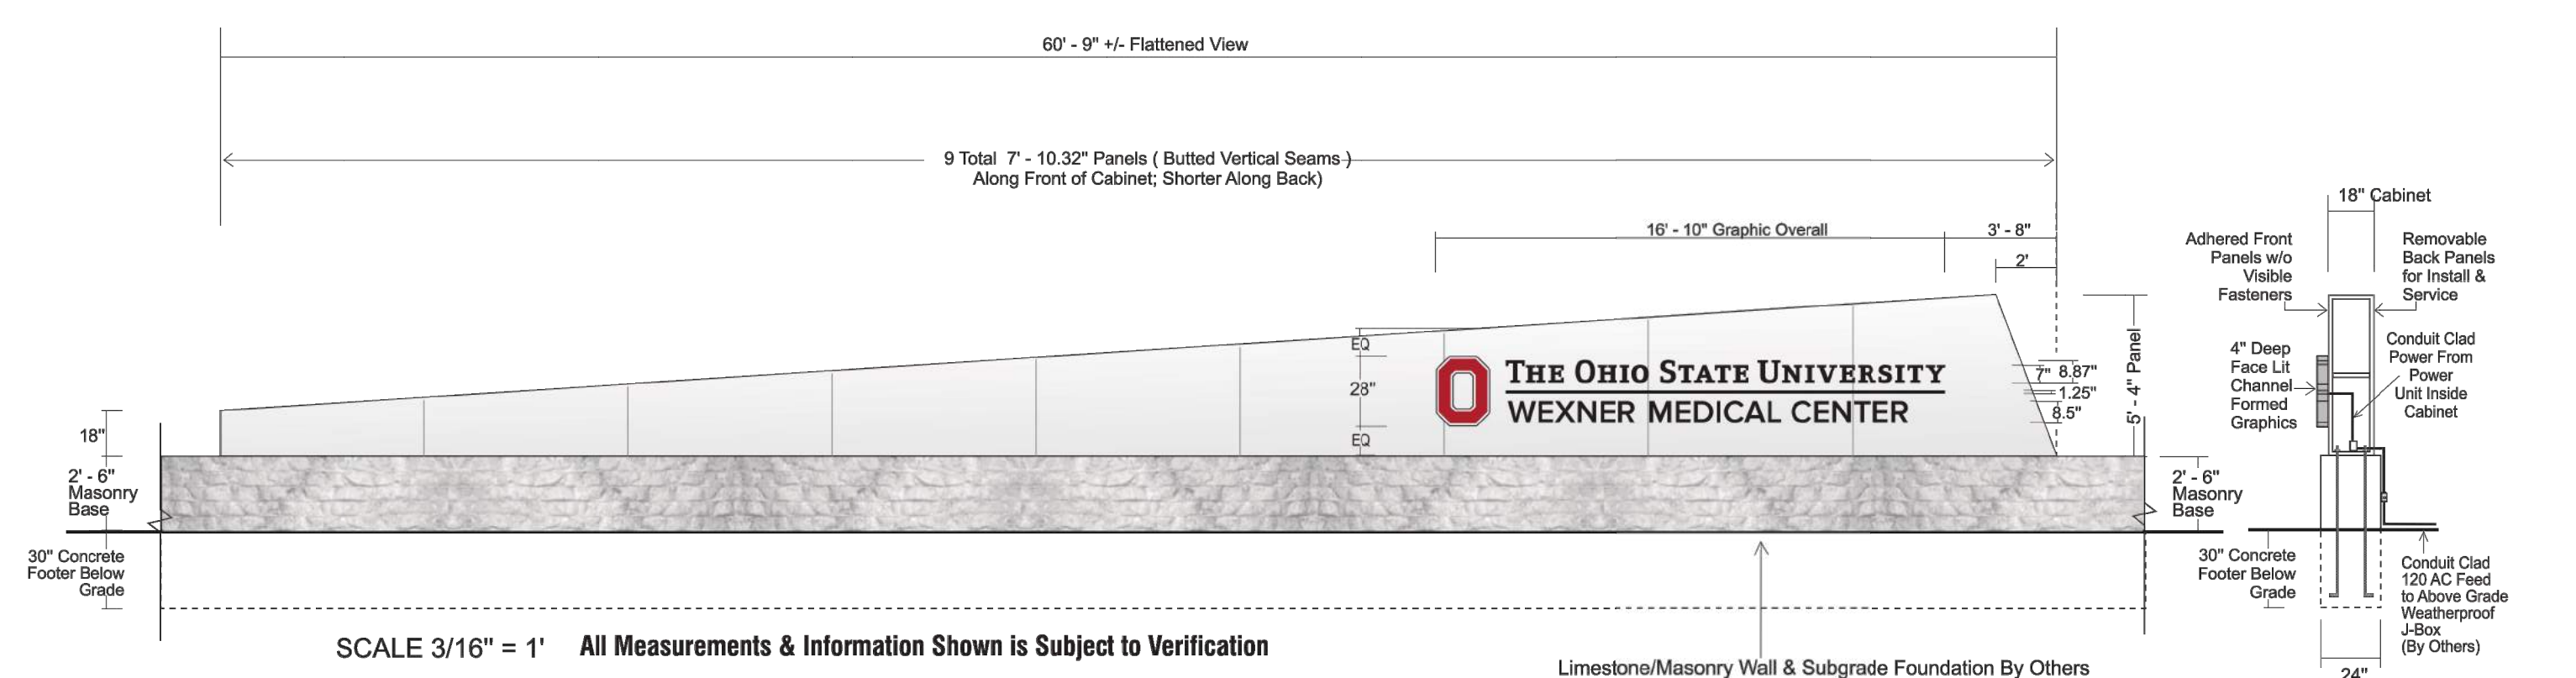 60' - 9" +/- Flattened View
9 Total 7' - 10.32" Panels ( Butted Vertical Seams )
Along Front of Cabinet; Shorter Along Back)
16' - 10" Graphic Overall
3' - 8"
2'
EQ
28"
EQ
THE OHIO STATE UNIVERSITY
WEXNER MEDICAL CENTER
7" 8.87"
1.25"
8.5"
5' - 4" Panel
18"
2' - 6"
Masonry
Base
30" Concrete
Footer Below
Grade
2' - 6"
Masonry
Base
30" Concrete
Footer Below
Grade
18" Cabinet
Adhered Front
Panels w/o
Visible
Fasteners
Removable
Back Panels
for Install &
Service
4" Deep
Face Lit
Channel
Formed
Graphics
Conduit Clad
Power From
Power
Unit Inside
Cabinet
Conduit Clad
120 AC Feed
to Above Grade
Weatherproof
J-Box
(By Others)
24"
SCALE 3/16" = 1'
All Measurements & Information Shown is Subject to Verification
Limestone/Masonry Wall & Subgrade Foundation By Others